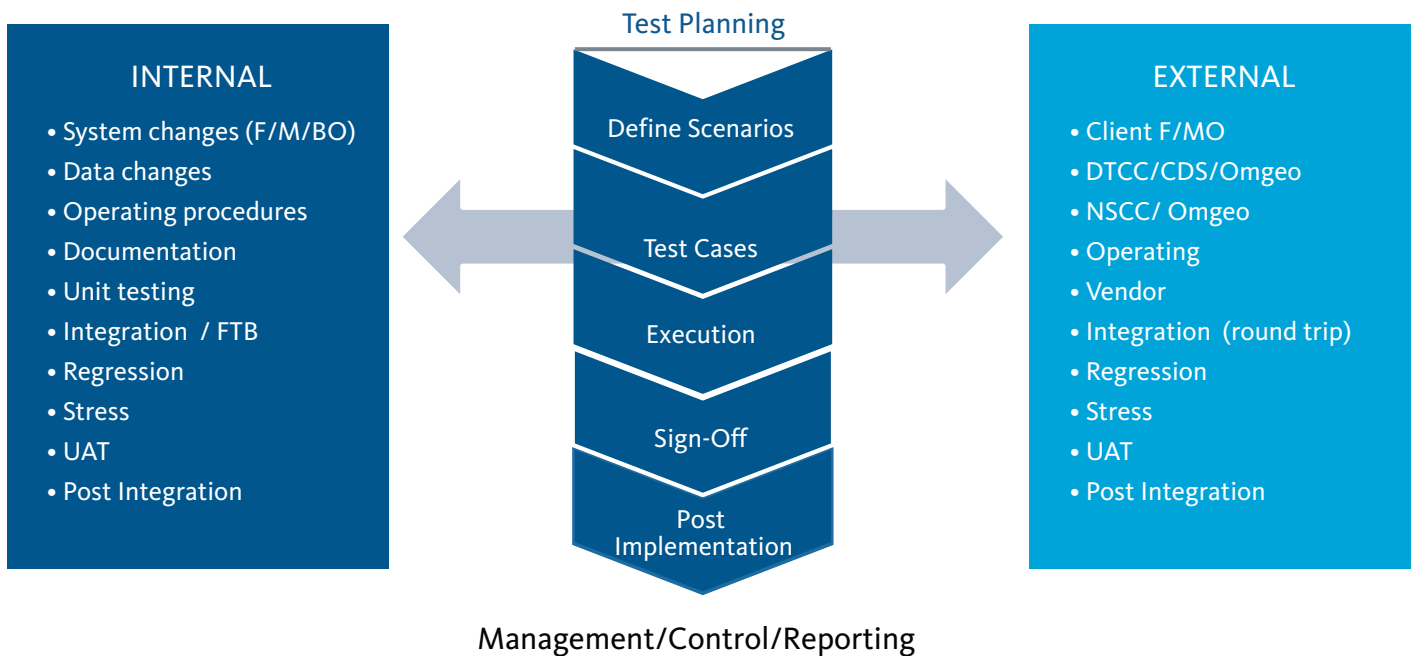 Test Planning
INTERNAL
• System changes (F/M/BO)
• Data changes
• Operating procedures
• Documentation
• Unit testing
• Integration / FTB
• Regression
• Stress
• UAT
• Post Integration
Define Scenarios
Test Cases
Execution
Sign-Off
Post
Implementation
EXTERNAL
• Client F/MO
• DTCC/CDS/Omgeo
• NSCC/ Omgeo
• Operating
• Vendor
• Integration (round trip)
• Regression
• Stress
• UAT
• Post Integration
Management/Control/Reporting